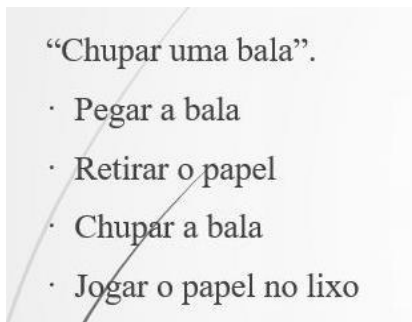 “Chupar uma bala”.
· Pegar a bala
· Retirar o papel
· Chupar a bala
· Jogar o papel no lixo